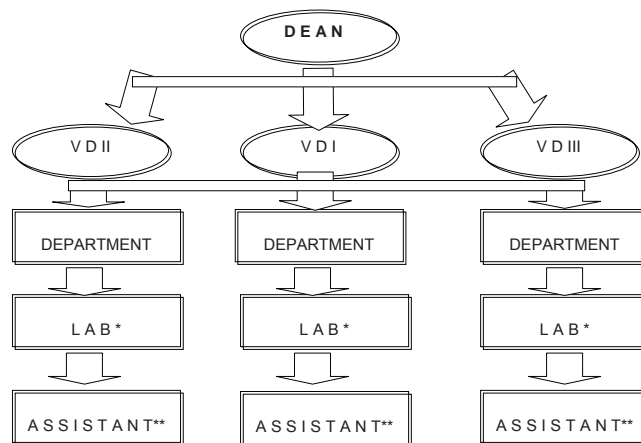 DEAN
VD II VD I VD III
DEPARTMENT DEPARTMENT DEPARTMENT
LAB* LAB* LAB*
ASSISTANT** ASSISTANT** ASSISTANT**